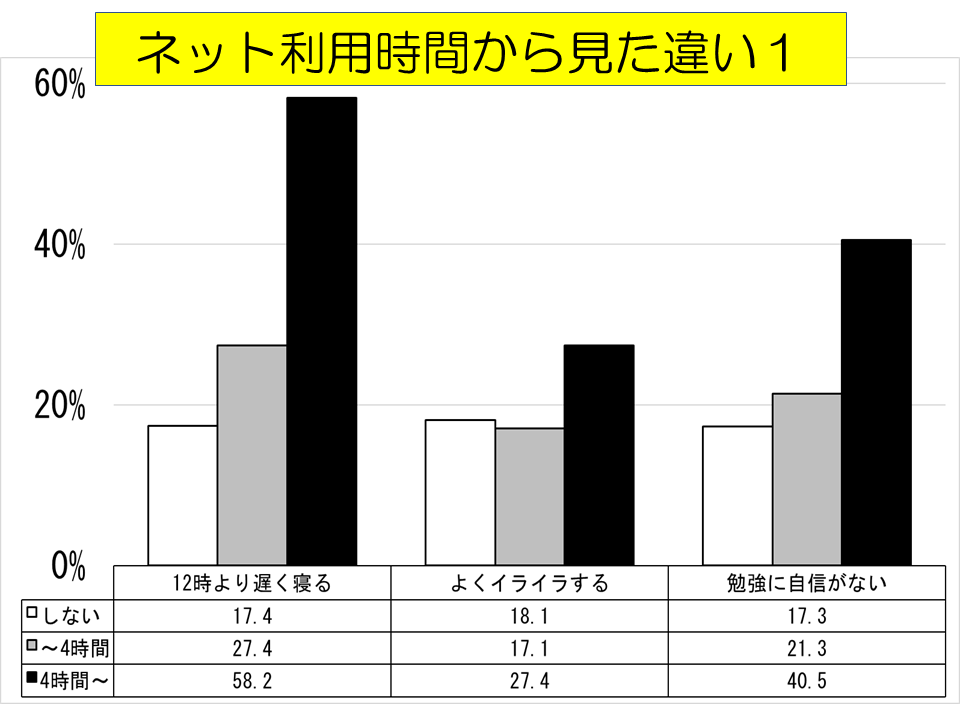 ネット利用時間から見た違い１
60%
40%
20%
0%
12時より遅く寝る よくイライラする 勉強に自信がない
しない 17.4 18.1 17.3
～4時間 27.4 17.1 21.3
4時間～ 58.2 27.4 40.5